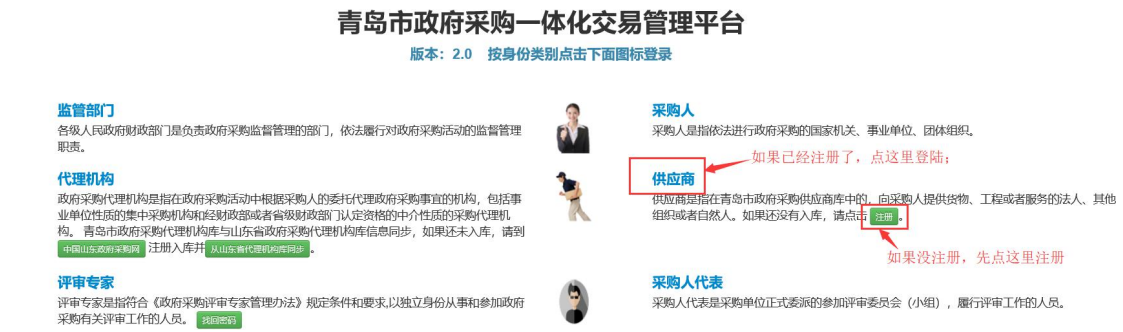 青岛市政府采购一体化交易管理平台
版本：2.0 按身份类别点击下面图标登录
监管部门
各级人民政府财政部门是负责政府采购监督管理的部门，依法履行对政府采购活动的监督管理
职责。
采购人
采购人是指依法进行政府采购的国家机关、事业单位、团体组织。
如果已经注册了，点这里登陆；
代理机构
政府采购代理机构是指在政府采购活动中根据采购人的委托代理政府采购事宜的机构，包括事
业单位性质的集中采购机构和经财政部或者省级财政部门认定资格的中介性质的采购代理机
构。 青岛市政府采购代理机构库与山东省政府采购代理机构库信息同步，如果还未入库，请到
中国山东政府采购网 注册入库并 从山东省代理机构库同步 。
供应商
供应商是指在青岛市政府采购供应商库中的，向采购人提供货物、工程或者服务的法人、其他
组织或者自然人。如果还没有入库，请点击 注册 。
如果没注册，先点这里注册
评审专家
评审专家是指符合《政府采购评审专家管理办法》规定条件和要求,以独立身份从事和参加政府
采购有关评审工作的人员。 找回密码
采购人代表
采购人代表是采购单位正式委派的参加评审委员会（小组），履行评审工作的人员。